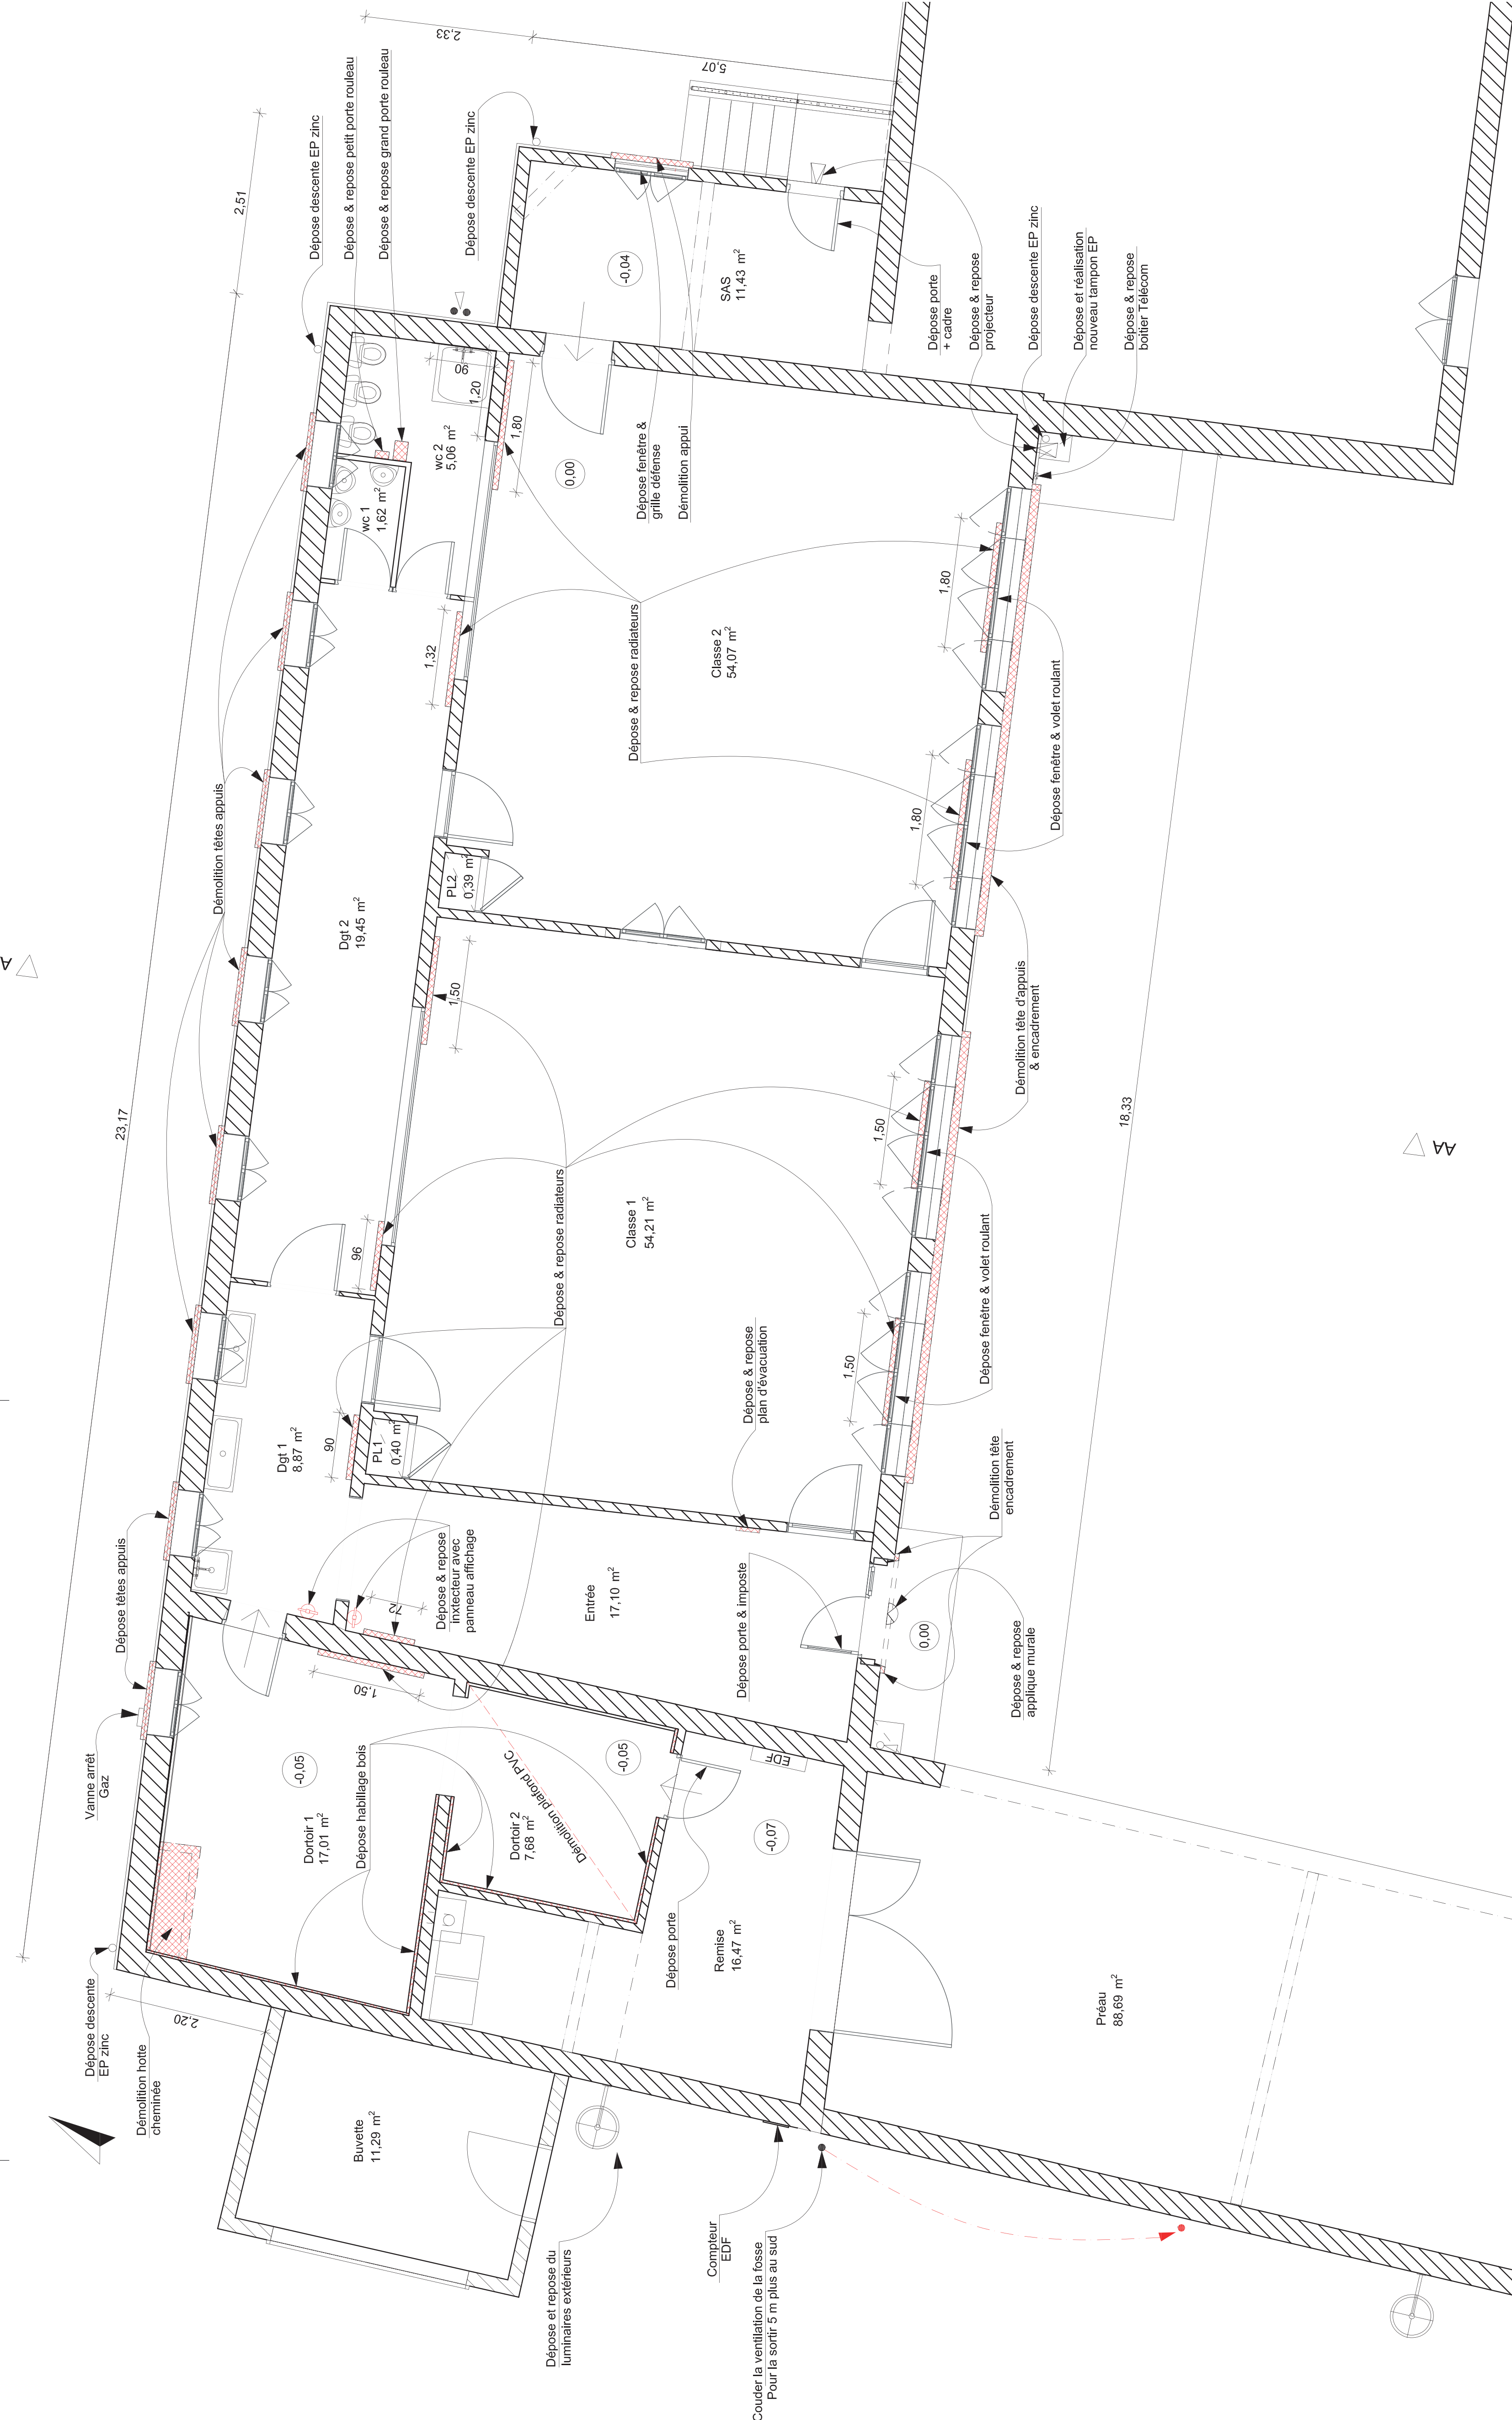 2,33
5,07
2,51
23,17
18,33
Dépose descente EP zinc
Dépose & repose petit porte rouleau
Dépose & repose grand porte rouleau
Dépose descente EP zinc
-0,04
SAS
11,43 m²
Dépose porte
+ cadre
Dépose & repose
projecteur
Dépose descente EP zinc
Dépose et réalisation
nouveau tampon EP
Dépose & repose
boitier Télécom
90
1,20
1,80
wc 2
5,06 m²
wc 1
1,62 m²
0,00
Dépose fenêtre &
grille défense
Démolition appui
1,32
Dépose & repose radiateurs
Classe 2
54,07 m²
1,80
1,80
Dépose fenêtre & volet roulant
Démolition têtes appuis
Dgt 2
19,45 m²
PL2
0,39 m²
A
1,50
Démolition tête d'appuis
& encadrement
AA
1,50
96
Dépose & repose radiateurs
Classe 1
54,21 m²
1,50
Dépose fenêtre & volet roulant
Dgt 1
8,87 m²
90
PL1
0,40 m²
Dépose & repose
plan d'évacuation
Démolition tête
encadrement
Dépose têtes appuis
Dépose & repose
inxtecteur avec
panneau affichage
72
Entrée
17,10 m²
Dépose porte & imposte
0,00
Dépose & repose
applique murale
1,50
Vanne arrêt
Gaz
-0,05
Dortoir 1
17,01 m²
Dépose habillage bois
-0,05
Dortoir 2
7,68 m²
Démolition plafond PVC
EDF
-0,07
Dépose porte
Remise
16,47 m²
Préau
88,69 m²
Dépose descente
EP zinc
2,20
Démolition hotte
cheminée
Buvette
11,29 m²
Dépose et repose du
luminaires extérieurs
Compteur
EDF
Couder la ventilation de la fosse
Pour la sortir 5 m plus au sud